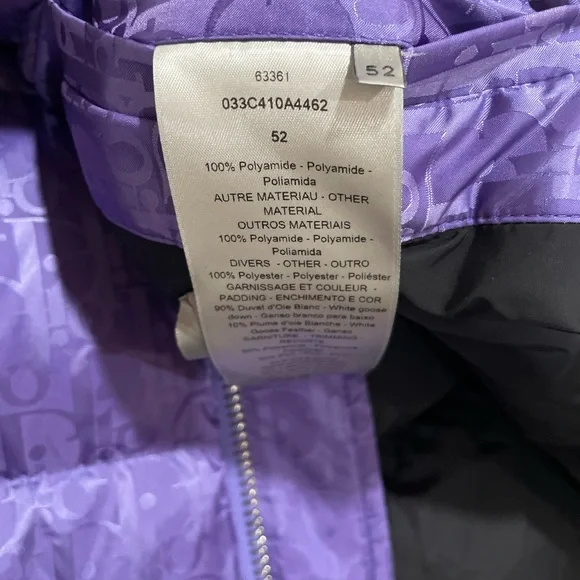 52
63361
033C410A4462
52
100% Polyamide - Polyamide -
Poliamida
AUTRE MATERIAU - OTHER
MATERIAL
OUTROS MATERIAIS
100% Polyamide - Polyamide -
Poliamida
DIVERS - OTHER - OUTRO
100% Polyester - Polyester - Poliéster
GARNISSAGE ET COULEUR -
PADDING - ENCHIMENTO E COR
90% Duvet d'Oie Blanc - White goose
down - Ganso branco para baixo
10% Plume d'oie Blanche - White
Goose Feather - Ganso
GARNITURE - TRIMMING